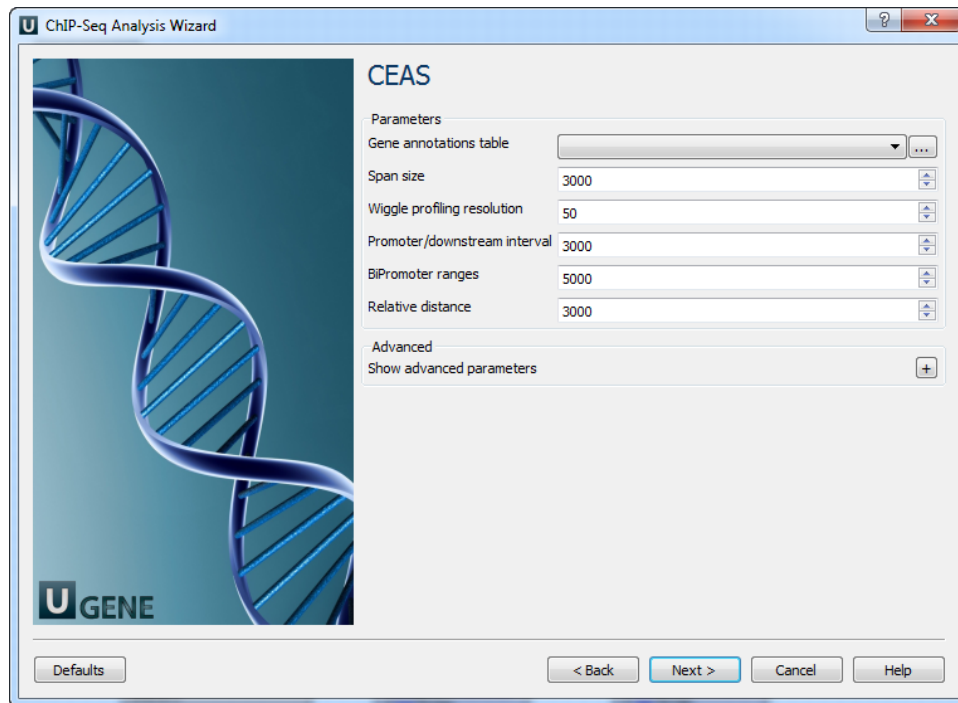 U ChIP-Seq Analysis Wizard
?
X
CEAS
Parameters
Gene annotations table
...
Span size 3000
Wiggle profiling resolution 50
Promoter/downstream interval 3000
BiPromoter ranges 5000
Relative distance 3000
Advanced
Show advanced parameters +
U GENE
Defaults < Back Next > Cancel Help